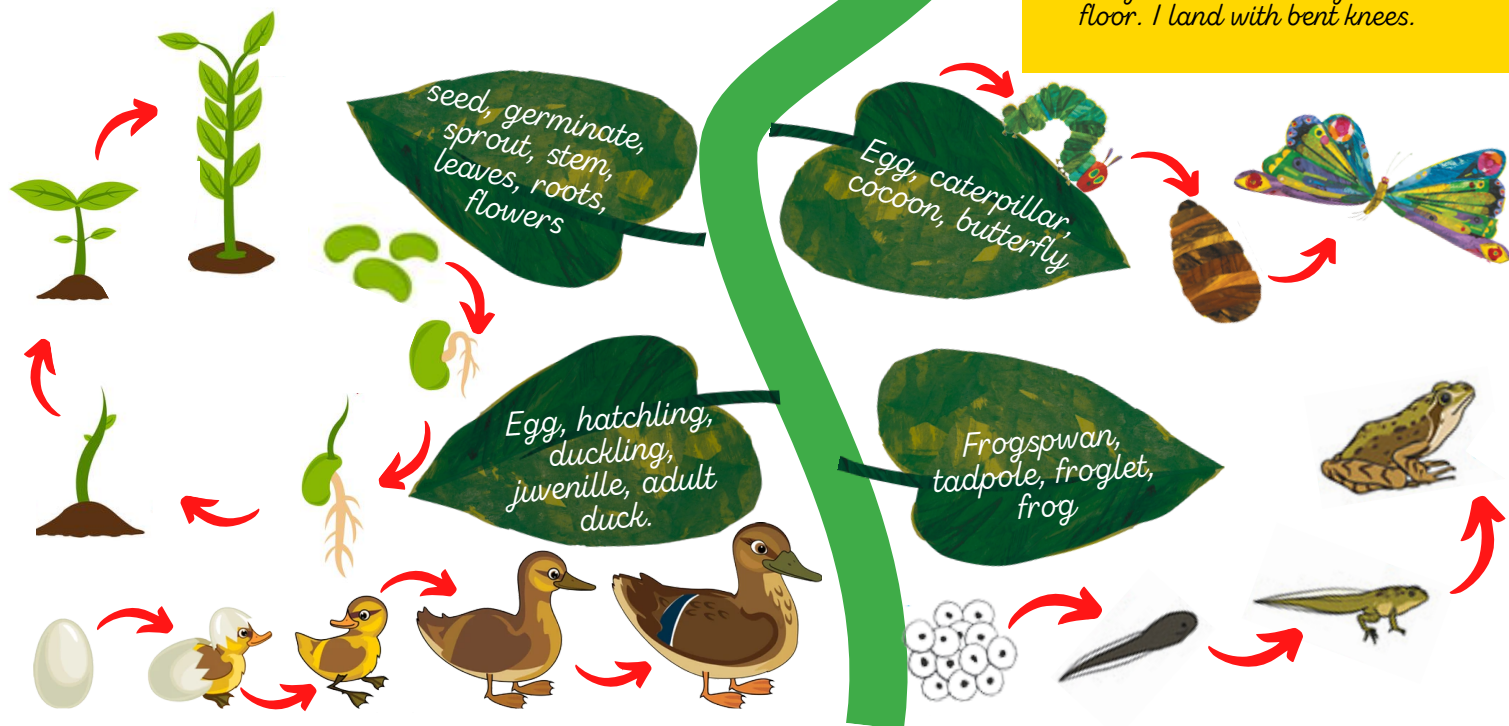 floor. I land with bent knees.
seed, germinate,
sprout, stem,
leaves, roots,
flowers
Egg, caterpillar,
cocoon, butterfly
Egg, hatchling,
duckling,
juvenille, adult
duck.
Frogspwan,
tadpole, froglet,
frog